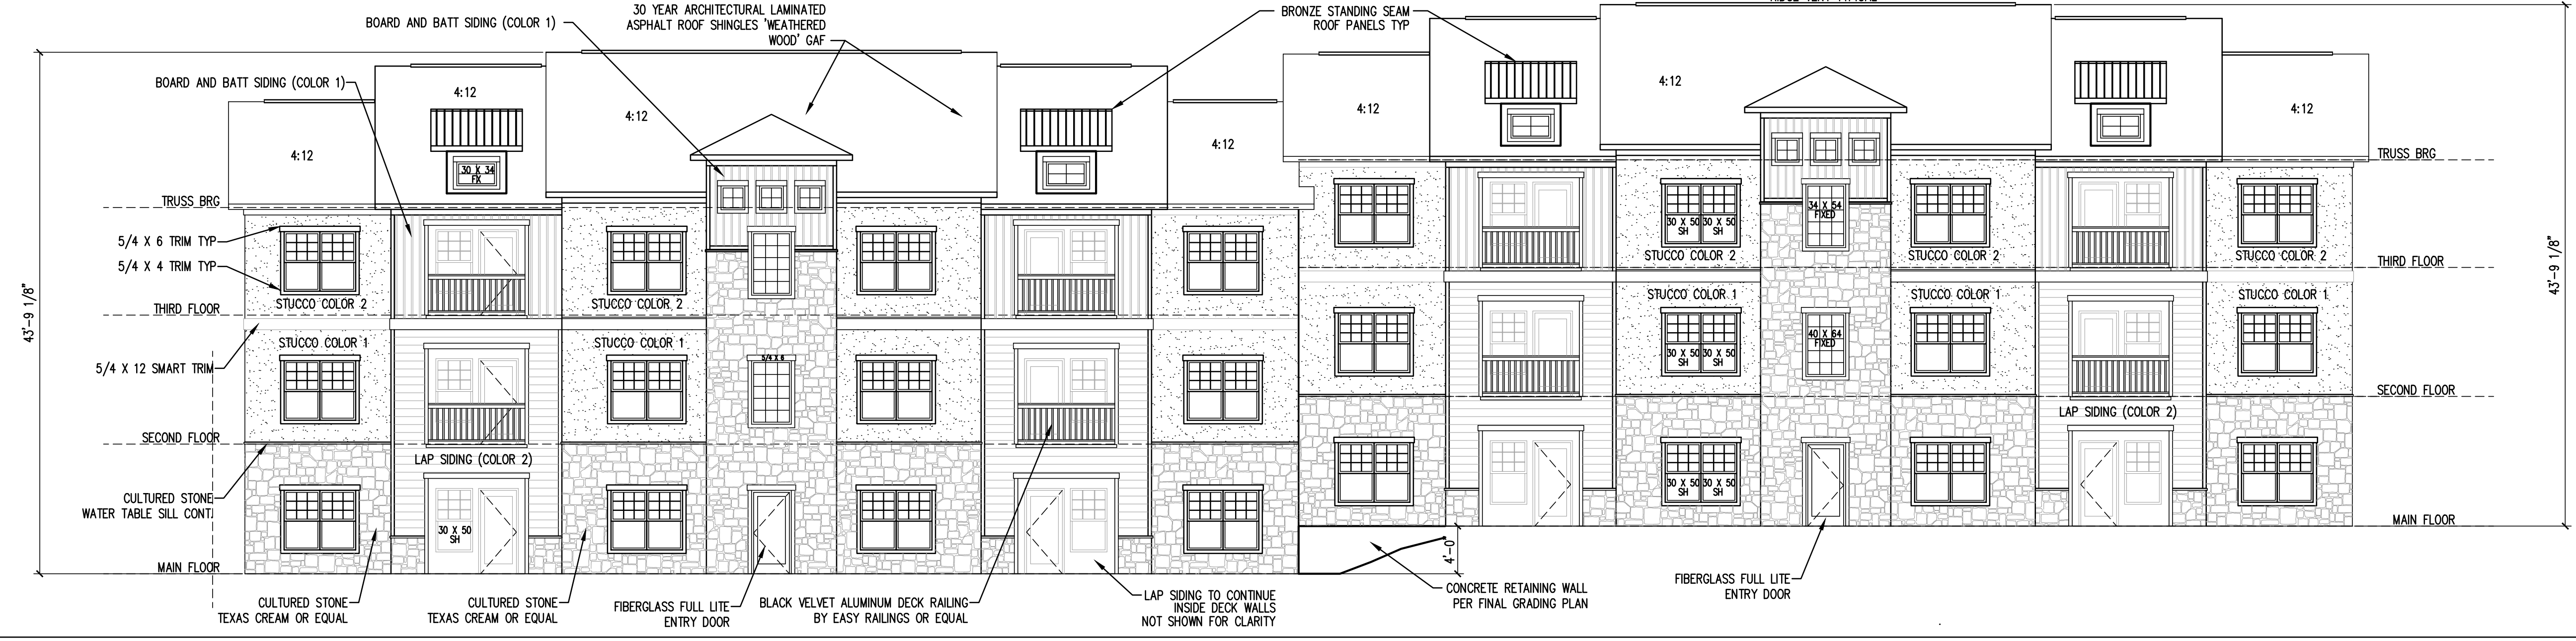 BOARD AND BATT SIDING (COLOR 1)
30 YEAR ARCHITECTURAL LAMINATED
ASPHALT ROOF SHINGLES 'WEATHERED
WOOD' GAF
BRONZE STANDING SEAM
ROOF PANELS TYP
BOARD AND BATT SIDING (COLOR 1)
4:12
4:12
4:12
4:12
4:12
4:12
4:12
30 X 34
FX
TRUSS BRG
5/4 X 6 TRIM TYP
5/4 X 4 TRIM TYP
THIRD FLOOR
43'-9 1/8"
5/4 X 12 SMART TRIM
SECOND FLOOR
CULTURED STONE
WATER TABLE SILL CONT.
MAIN FLOOR
STUCCO COLOR 2
STUCCO COLOR 2
STUCCO COLOR 1
STUCCO COLOR 1
5/4 X 6
LAP SIDING (COLOR 2)
30 X 50
SH
CULTURED STONE
TEXAS CREAM OR EQUAL
CULTURED STONE
TEXAS CREAM OR EQUAL
FIBERGLASS FULL LITE
ENTRY DOOR
BLACK VELVET ALUMINUM DECK RAILING
BY EASY RAILINGS OR EQUAL
LAP SIDING TO CONTINUE
INSIDE DECK WALLS
NOT SHOWN FOR CLARITY
4'-0"
CONCRETE RETAINING WALL
PER FINAL GRADING PLAN
FIBERGLASS FULL LITE
ENTRY DOOR
30 X 50 30 X 50
SH SH
34 X 54
FIXED
STUCCO COLOR 2
STUCCO COLOR 2
STUCCO COLOR 2
STUCCO COLOR 1
STUCCO COLOR 1
STUCCO COLOR 1
30 X 50 30 X 50
SH SH
40 X 64
FIXED
LAP SIDING (COLOR 2)
30 X 50 30 X 50
SH SH
TRUSS BRG
THIRD FLOOR
SECOND FLOOR
MAIN FLOOR
43'-9 1/8"